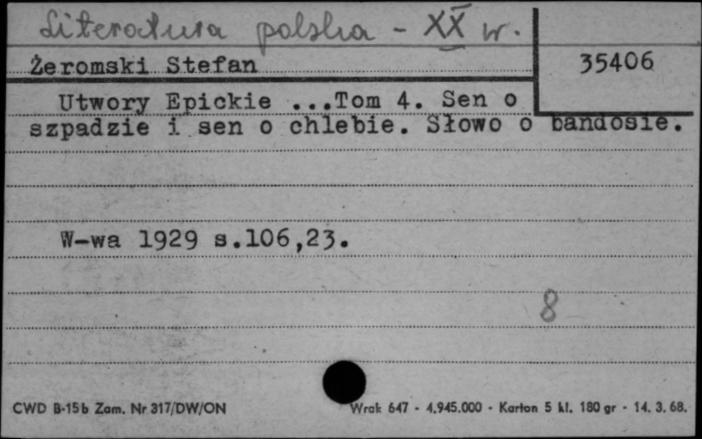 Literatura polska - XX w.
Żeromski Stefan
35406
Utwory Epickie ...Tom 4. Sen o
szpadzie i sen o chlebie. Słowo o bandosie.
W-wa 1929 s.106,23.
8
CWD B-15b Zam. Nr 317/DW/ON Wrak 647 - 4.945.000 - Karton 5 kl. 180 gr - 14. 3. 68.